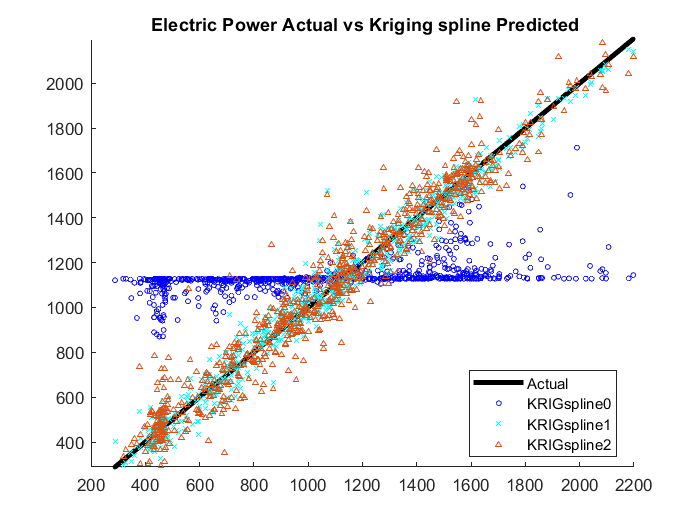 Electric Power Actual vs Kriging spline Predicted
2000
1800
1600
1400
1200
1000
800
600
400
Actual
KRIGspline0
KRIGspline1
KRIGspline2
200 400 600 800 1000 1200 1400 1600 1800 2000 2200